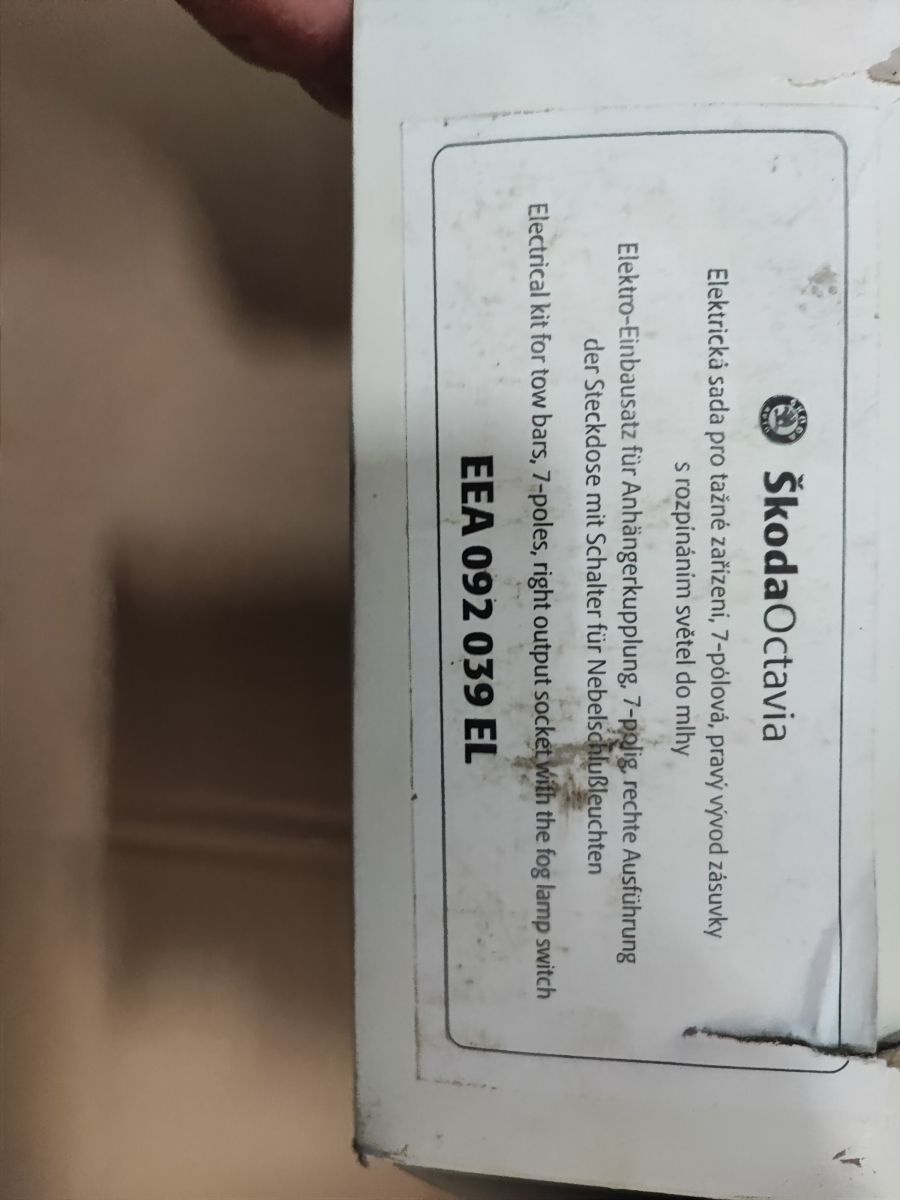 ŠkodaOctavia
Elektrická sada pro tažné zařízeni, 7-pólová, pravý vývod zásuvky
s rozpínáním světel do mlhy
Elektro-Einbausatz für Anhängerkupplung, 7-polig, rechte Ausführung
der Steckdose mit Schalter für Nebelschlußleuchten
Electrical kit for tow bars, 7-poles, right output socket with the fog lamp switch
EEA 092 039 EL